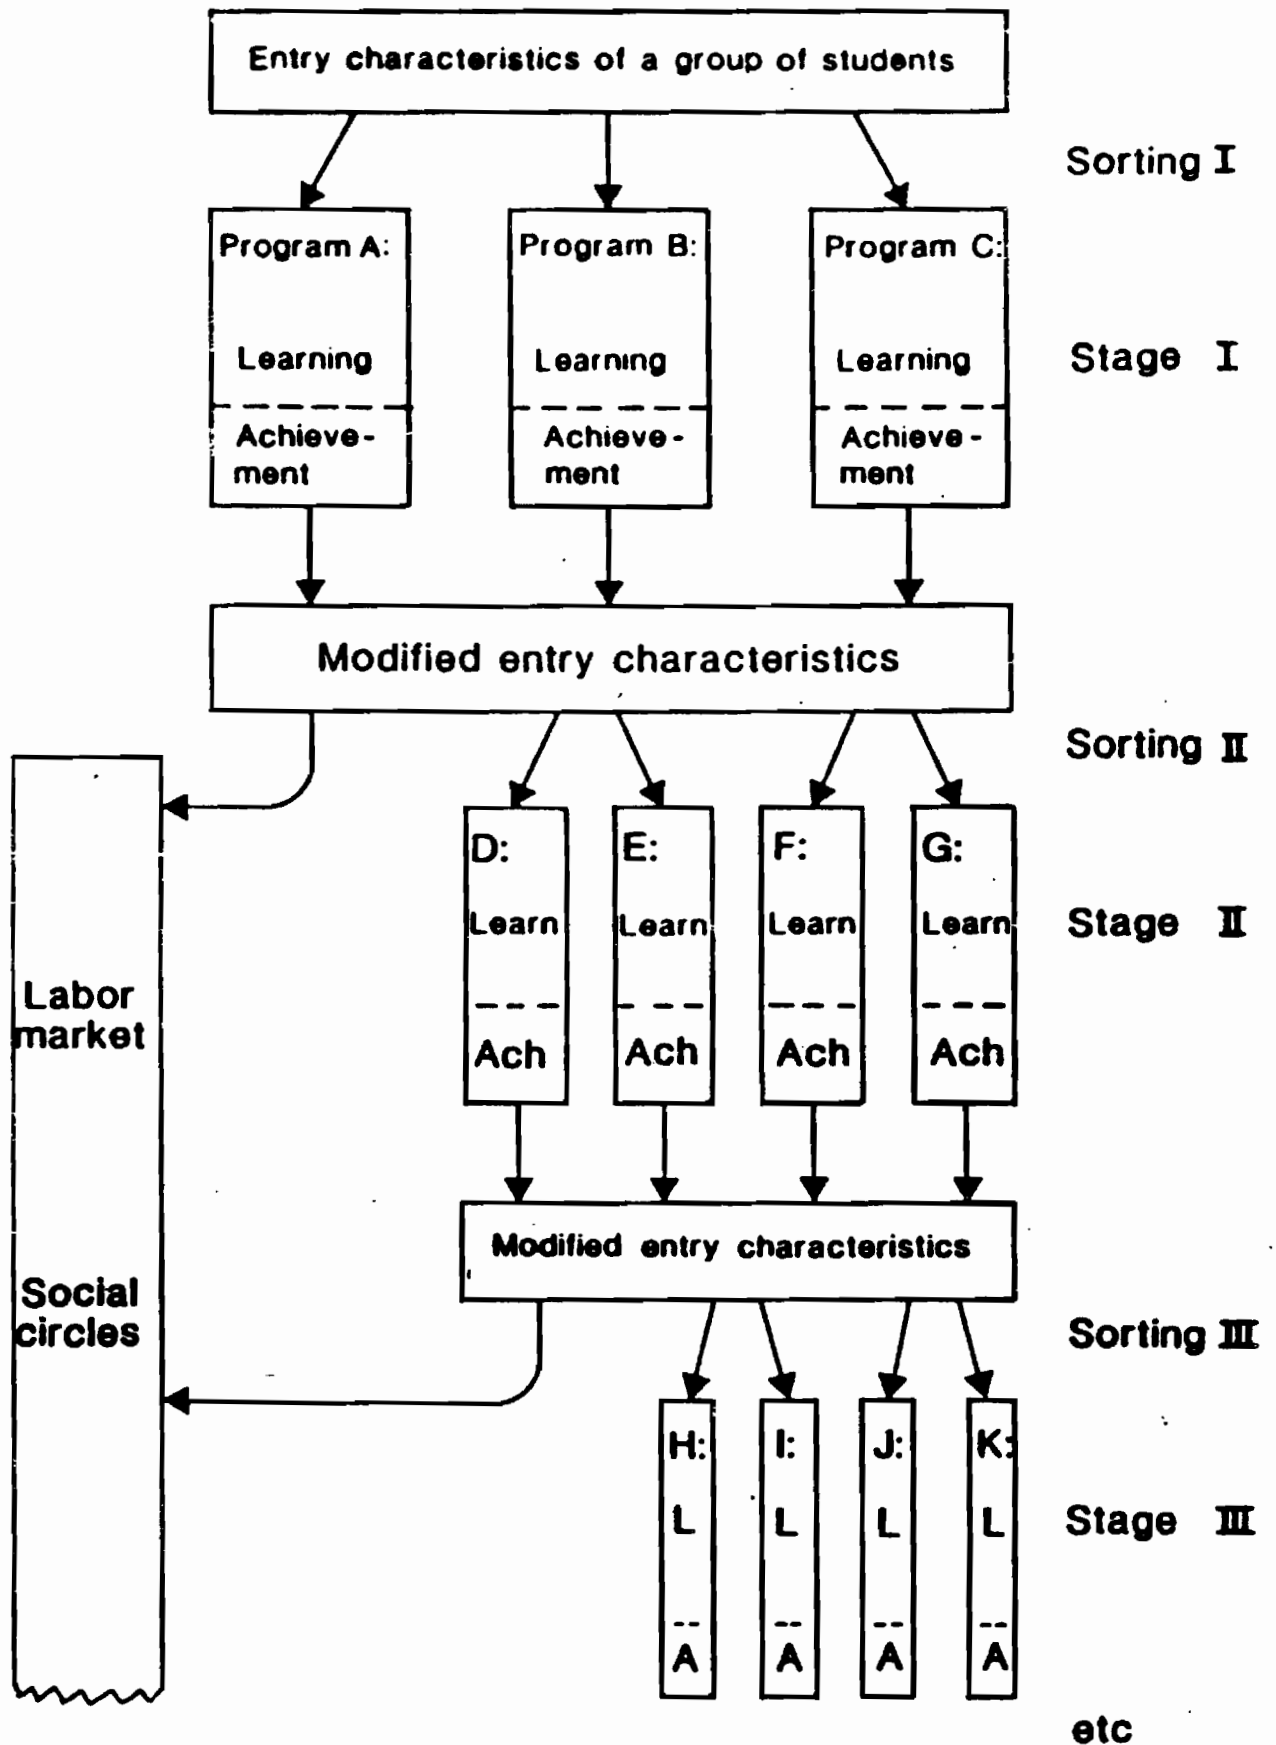 Entry characteristics of a group of students
Sorting I
Program A:
Learning
Achieve-
ment
Program B:
Learning
Achieve-
ment
Program C:
Learning
Achieve-
ment
Stage I
Modified entry characteristics
Sorting II
D:
Learn
Ach
E:
Learn
Ach
F:
Learn
Ach
G:
Learn
Ach
Stage II
Labor
market
Modified entry characteristics
Social
circles
Sorting III
H:
L
A
I:
L
A
J:
L
A
K:
L
A
Stage III
etc